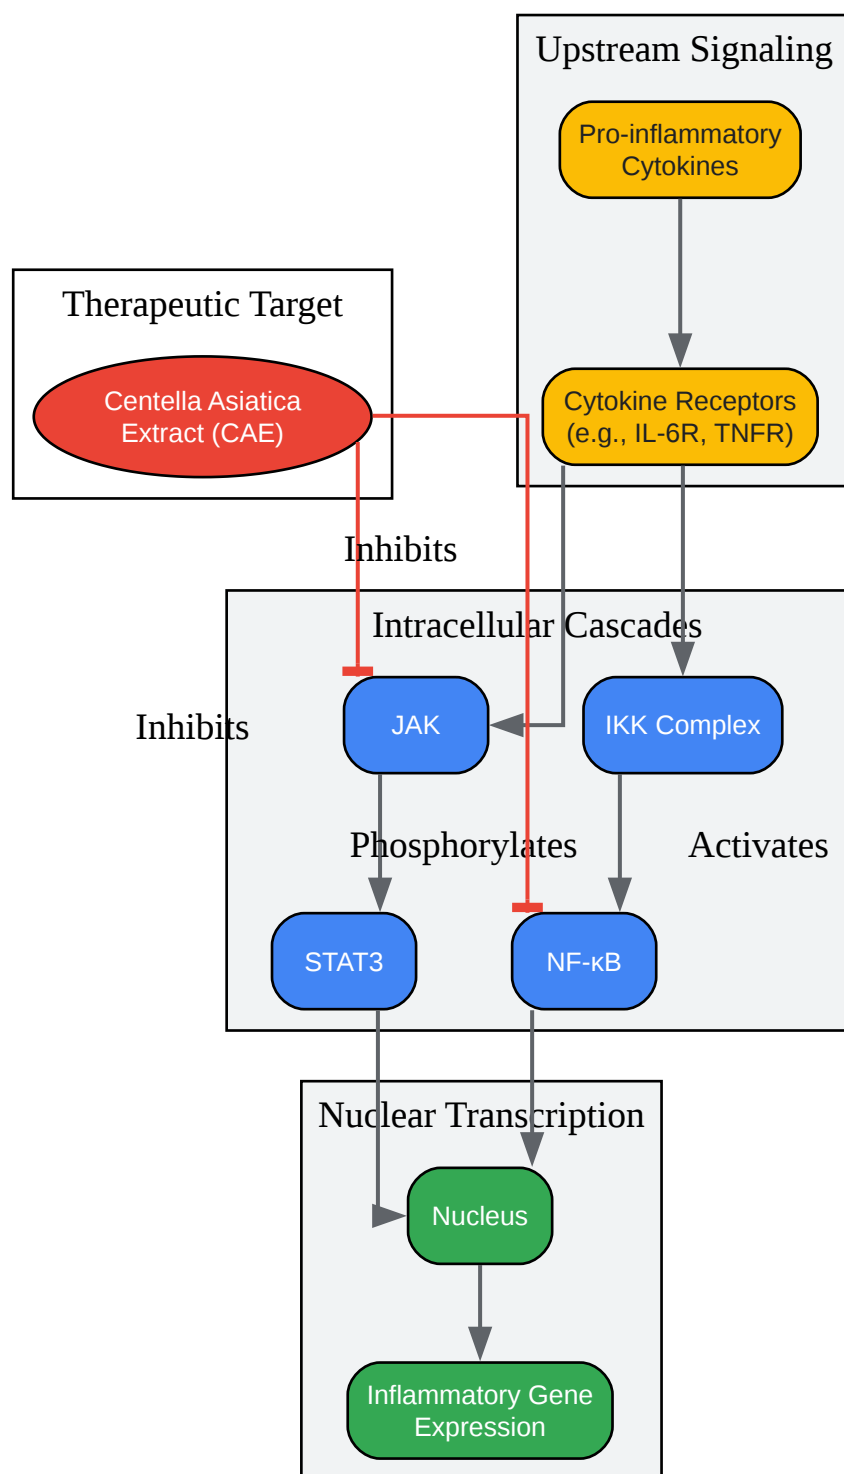 Upstream Signaling
Pro-inflammatory
Cytokines
Therapeutic Target
Centella Asiatica
Extract (CAE)
Cytokine Receptors
(e.g., IL-6R, TNFR)
Inhibits
Intracellular Cascades
Inhibits
JAK
IKK Complex
Phosphorylates
Activates
STAT3
NF-κB
Nuclear Transcription
Nucleus
Inflammatory Gene
Expression